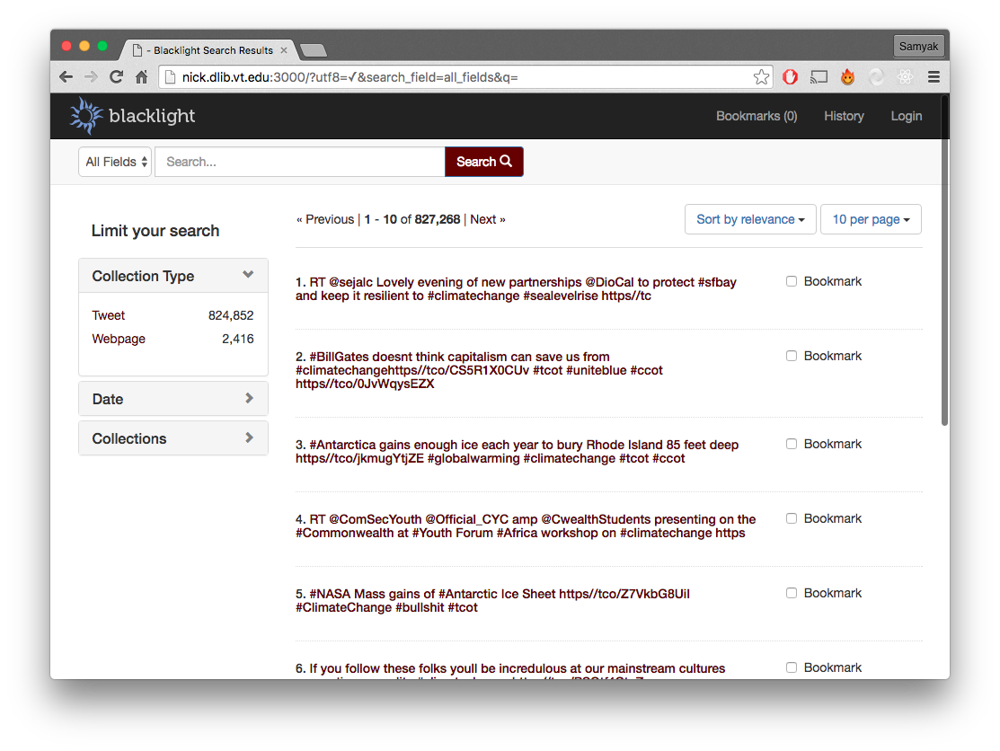 - Blacklight Search Results
Samyak
nick.dlib.vt.edu:3000/?utf8=✓&search_field=all_fields&q=
blacklight
Bookmarks (0) History Login
All Fields Search... Search
Limit your search
« Previous | 1 - 10 of 827,268 | Next »
Sort by relevance 10 per page
Collection Type
Tweet 824,852
Webpage 2,416
Date
Collections
1. RT @sejalc Lovely evening of new partnerships @DioCal to protect #sfbay
and keep it resilient to #climatechange #sealevelrise https//tc
Bookmark
2. #BillGates doesnt think capitalism can save us from
#climatechangehttps//tco/CS5R1X0CUv #tcot #uniteblue #ccot
https//tco/0JvWqysEZX
Bookmark
3. #Antarctica gains enough ice each year to bury Rhode Island 85 feet deep
https//tco/jkmugYtjZE #globalwarming #climatechange #tcot #ccot
Bookmark
4. RT @ComSecYouth @Official_CYC amp @CwealthStudents presenting on the
#Commonwealth at #Youth Forum #Africa workshop on #climatechange https
Bookmark
5. #NASA Mass gains of #Antarctic Ice Sheet https//tco/Z7VkbG8UiI
#ClimateChange #bullshit #tcot
Bookmark
6. If you follow these folks youll be incredulous at our mainstream cultures
Bookmark